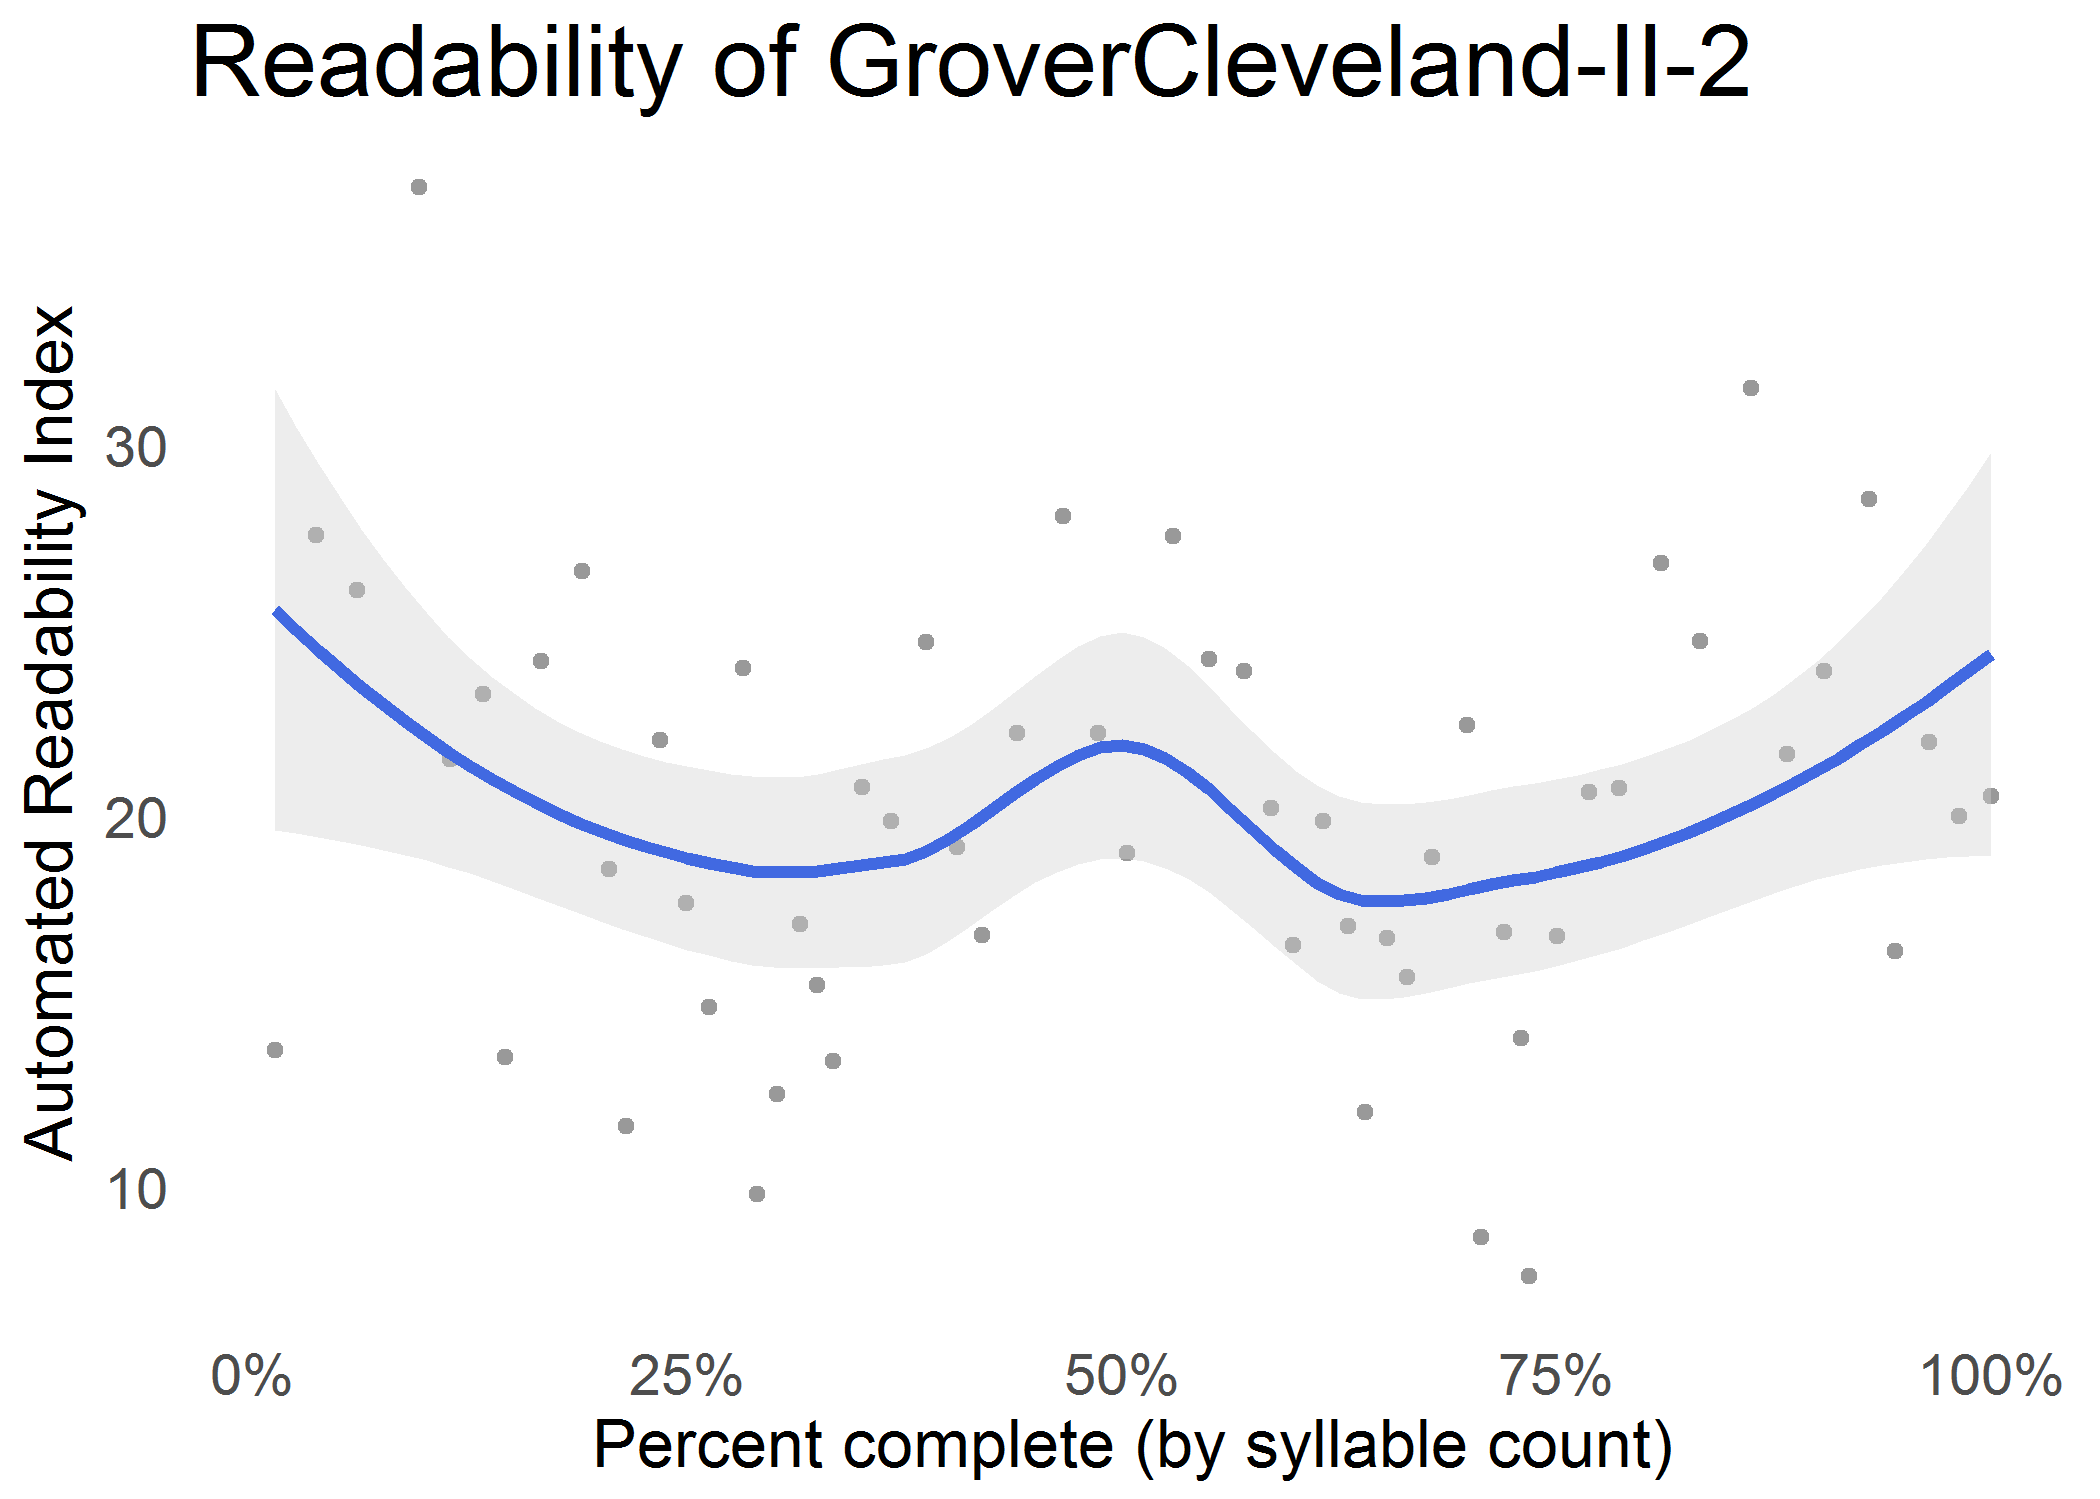 Readability of GroverCleveland-II-2
Automated Readability Index
30
20
10
0% 25% 50% 75% 100%
Percent complete (by syllable count)